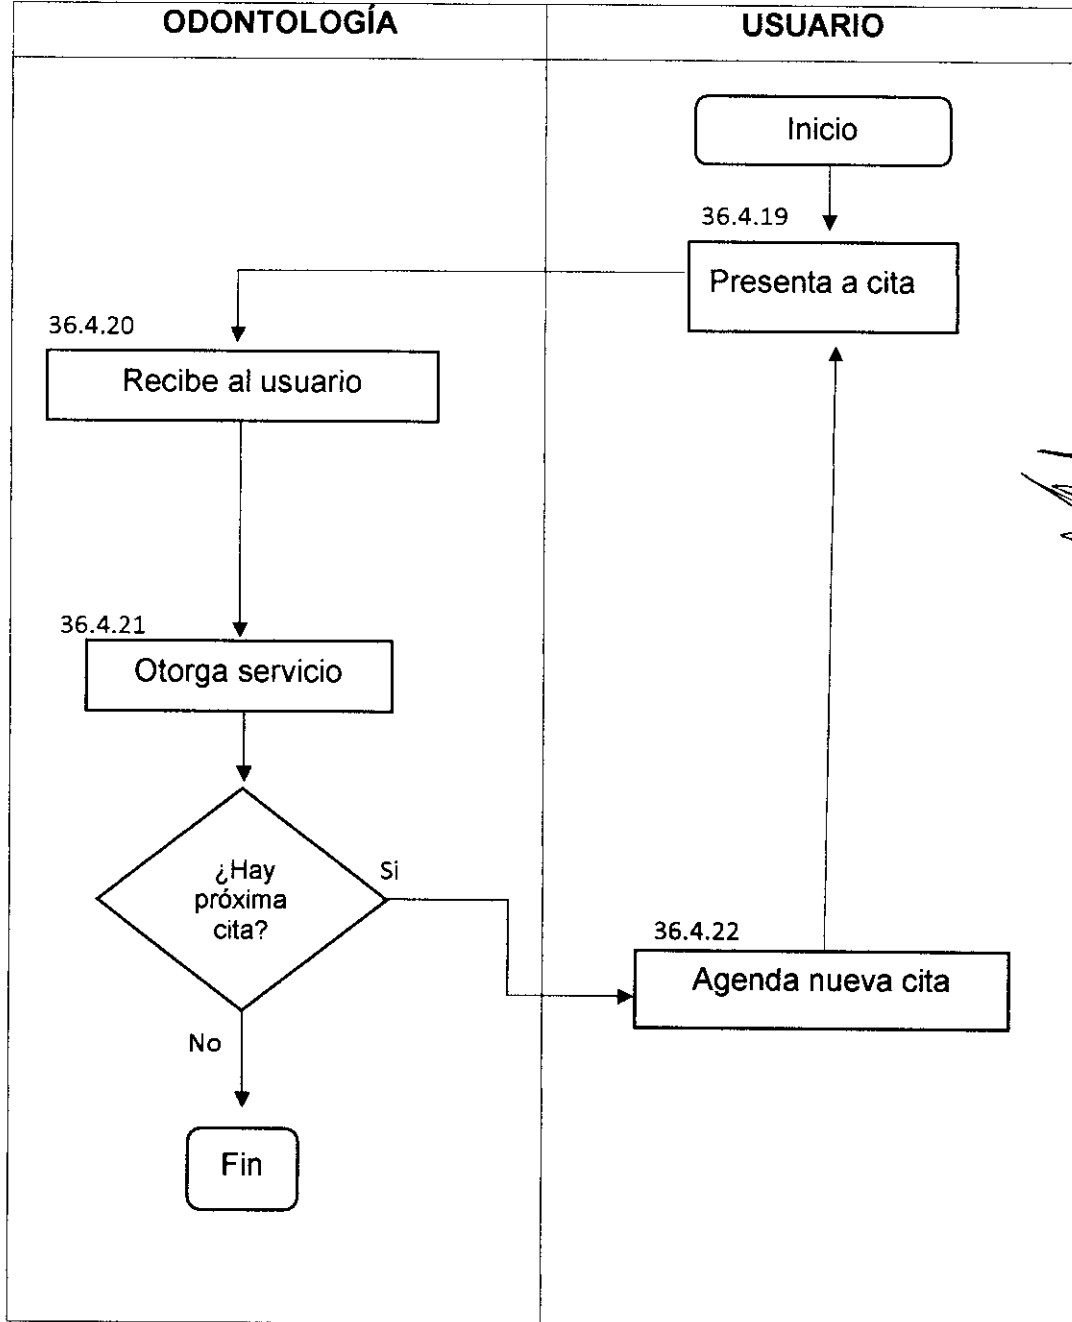 ODONTOLOGÍA
USUARIO
Inicio
36.4.19
Presenta a cita
36.4.20
Recibe al usuario
36.4.21
Otorga servicio
¿Hay
próxima
cita?
Si
36.4.22
Agenda nueva cita
No
Fin